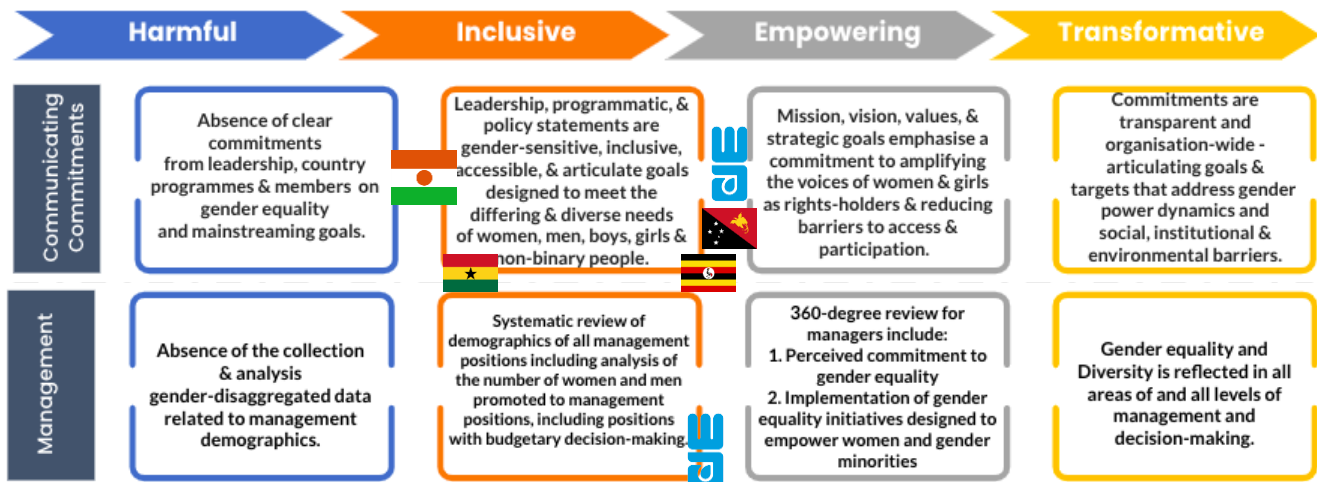 Harmful
Inclusive
Empowering
Transformative
Communicating
Commitments
Absence of clear
commitments
from leadership, country
programmes & members on
gender equality
and mainstreaming goals.
Leadership, programmatic, &
policy statements are
gender-sensitive, inclusive,
accessible, & articulate goals
designed to meet the
differing & diverse needs
of women, men, boys, girls &
non-binary people.
Mission, vision, values, &
strategic goals emphasise a
commitment to amplifying
the voices of women & girls
as rights-holders & reducing
barriers to access &
participation.
Commitments are
transparent and
organisation-wide -
articulating goals &
targets that address gender
power dynamics and
social, institutional &
environmental barriers.
Management
Absence of the collection
& analysis
gender-disaggregated data
related to management
demographics.
Systematic review of
demographics of all management
positions including analysis of
the number of women and men
promoted to management
positions, including positions
with budgetary decision-making.
360-degree review for
managers include:
1. Perceived commitment to
gender equality
2. Implementation of gender
equality initiatives designed to
empower women and gender
minorities
Gender equality and
Diversity is reflected in all
areas of and all levels of
management and
decision-making.